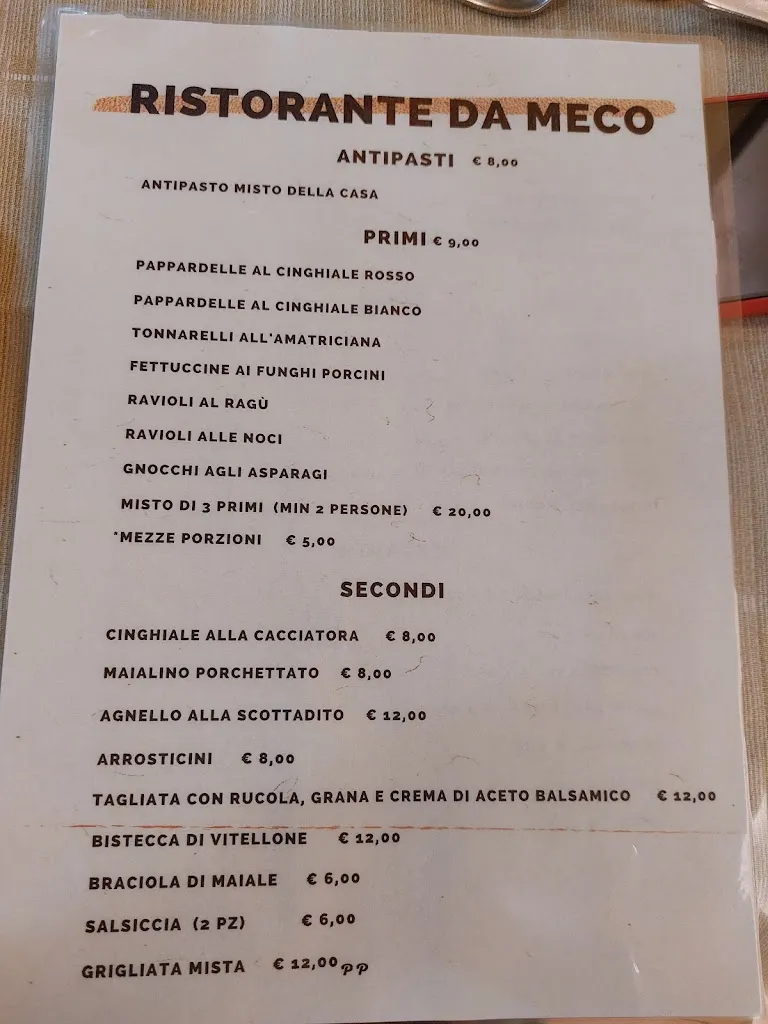 RISTORANTE DA MECO
ANTIPASTI € 8,00
ANTIPASTO MISTO DELLA CASA
PRIMI € 9,00
PAPPARDELLE AL CINGHIALE ROSSO
PAPPARDELLE AL CINGHIALE BIANCO
TONNARELLI ALL'AMATRICIANA
FETTUCCINE AI FUNGHI PORCINI
RAVIOLI AL RAGÙ
RAVIOLI ALLE NOCI
GNOCCHI AGLI ASPARAGI
MISTO DI 3 PRIMI (MIN 2 PERSONE) € 20,00
*MEZZE PORZIONI € 5,00
SECONDI
CINGHIALE ALLA CACCIATORA € 8,00
MAIALINO PORCHETTATO € 8,00
AGNELLO ALLA SCOTTADITO € 12,00
ARROSTICINI € 8,00
TAGLIATA CON RUCOLA, GRANA E CREMA DI ACETO BALSAMICO € 12,00
BISTECCA DI VITELLONE € 12,00
BRACIOLA DI MAIALE € 6,00
SALSICCIA (2 PZ) € 6,00
GRIGLIATA MISTA € 12,00 PP